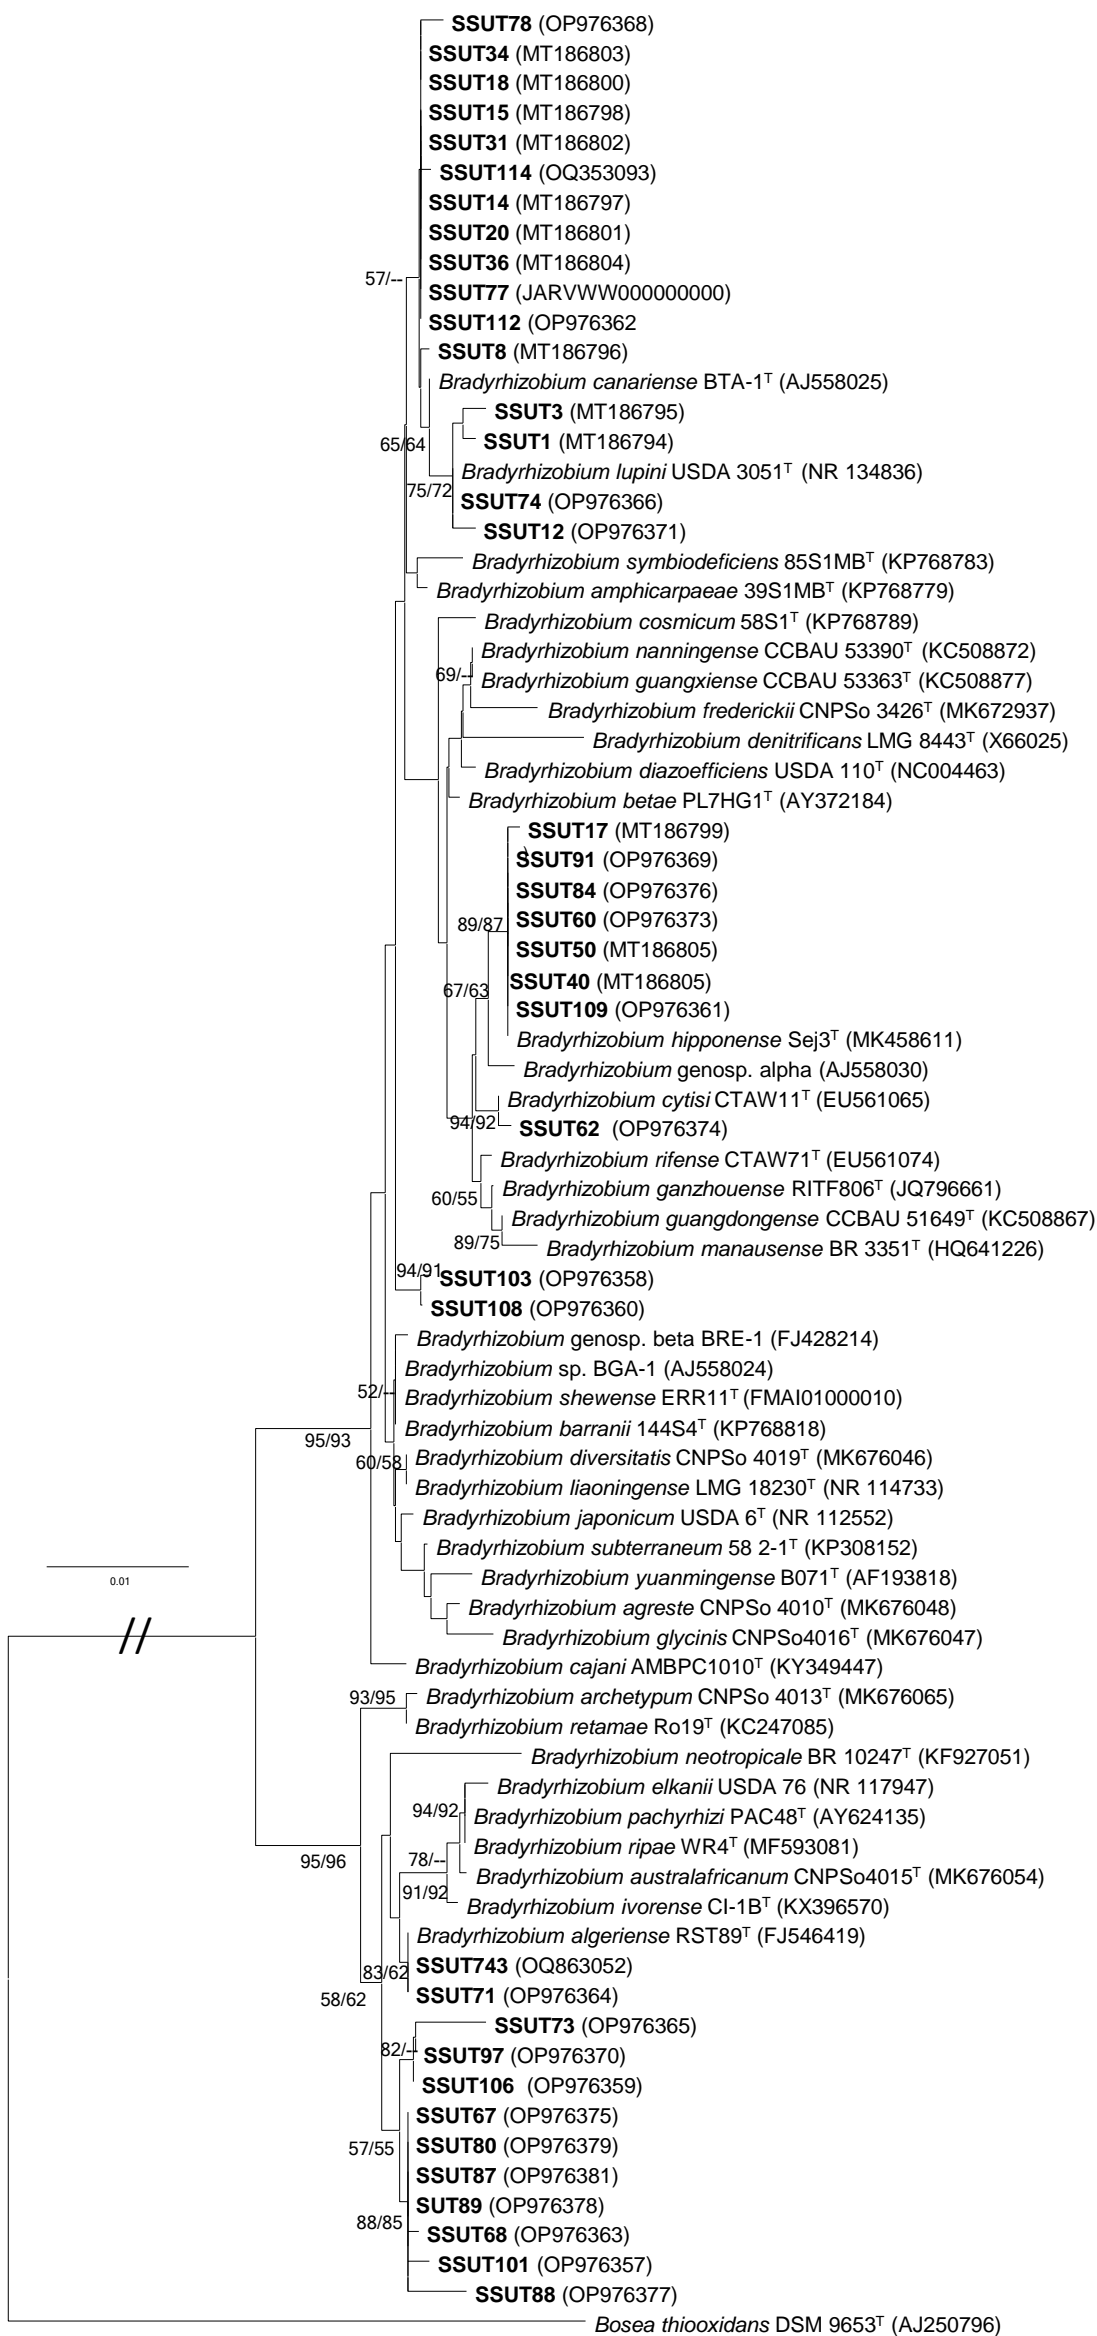 SSUT78 (OP976368)
SSUT34 (MT186803)
SSUT18 (MT186800)
SSUT15 (MT186798)
SSUT31 (MT186802)
SSUT114 (OQ353093)
SSUT14 (MT186797)
SSUT20 (MT186801)
SSUT36 (MT186804)
57/--
SSUT77 (JARVWW000000000)
SSUT112 (OP976362
SSUT8 (MT186796)
Bradyrhizobium canariense BTA-1ᵀ (AJ558025)
SSUT3 (MT186795)
SSUT1 (MT186794)
65/64
Bradyrhizobium lupini USDA 3051ᵀ (NR 134836)
75/72
SSUT74 (OP976366)
SSUT12 (OP976371)
Bradyrhizobium symbiodeficiens 85S1MBᵀ (KP768783)
Bradyrhizobium amphicarpaeae 39S1MBᵀ (KP768779)
Bradyrhizobium cosmicum 58S1ᵀ (KP768789)
Bradyrhizobium nanningense CCBAU 53390ᵀ (KC508872)
69/--
Bradyrhizobium guangxiense CCBAU 53363ᵀ (KC508877)
Bradyrhizobium frederickii CNPSo 3426ᵀ (MK672937)
Bradyrhizobium denitrificans LMG 8443ᵀ (X66025)
Bradyrhizobium diazoefficiens USDA 110ᵀ (NC004463)
Bradyrhizobium betae PL7HG1ᵀ (AY372184)
SSUT17 (MT186799)
SSUT91 (OP976369)
SSUT84 (OP976376)
SSUT60 (OP976373)
89/87
SSUT50 (MT186805)
SSUT40 (MT186805)
67/63
SSUT109 (OP976361)
Bradyrhizobium hipponense Sej3ᵀ (MK458611)
Bradyrhizobium genosp. alpha (AJ558030)
Bradyrhizobium cytisi CTAW11ᵀ (EU561065)
94/92
SSUT62 (OP976374)
Bradyrhizobium rifense CTAW71ᵀ (EU561074)
Bradyrhizobium ganzhouense RITF806ᵀ (JQ796661)
60/55
Bradyrhizobium guangdongense CCBAU 51649ᵀ (KC508867)
89/75
Bradyrhizobium manausense BR 3351ᵀ (HQ641226)
94/91
SSUT103 (OP976358)
SSUT108 (OP976360)
Bradyrhizobium genosp. beta BRE-1 (FJ428214)
Bradyrhizobium sp. BGA-1 (AJ558024)
52/--
Bradyrhizobium shewense ERR11ᵀ (FMAI01000010)
Bradyrhizobium barranii 144S4ᵀ (KP768818)
95/93
Bradyrhizobium diversitatis CNPSo 4019ᵀ (MK676046)
60/58
Bradyrhizobium liaoningense LMG 18230ᵀ (NR 114733)
Bradyrhizobium japonicum USDA 6ᵀ (NR 112552)
Bradyrhizobium subterraneum 58 2-1ᵀ (KP308152)
0.01
Bradyrhizobium yuanmingense B071ᵀ (AF193818)
Bradyrhizobium agreste CNPSo 4010ᵀ (MK676048)
Bradyrhizobium glycinis CNPSo4016ᵀ (MK676047)
Bradyrhizobium cajani AMBPC1010ᵀ (KY349447)
93/95
Bradyrhizobium archetypum CNPSo 4013ᵀ (MK676065)
Bradyrhizobium retamae Ro19ᵀ (KC247085)
Bradyrhizobium neotropicale BR 10247ᵀ (KF927051)
Bradyrhizobium elkanii USDA 76 (NR 117947)
94/92
Bradyrhizobium pachyrhizi PAC48ᵀ (AY624135)
Bradyrhizobium ripae WR4ᵀ (MF593081)
95/96
78/--
Bradyrhizobium australafricanum CNPSo4015ᵀ (MK676054)
91/92
Bradyrhizobium ivorense CI-1Bᵀ (KX396570)
Bradyrhizobium algeriense RST89ᵀ (FJ546419)
SSUT743 (OQ863052)
83/62
SSUT71 (OP976364)
58/62
SSUT73 (OP976365)
82/--
SSUT97 (OP976370)
SSUT106 (OP976359)
SSUT67 (OP976375)
SSUT80 (OP976379)
57/55
SSUT87 (OP976381)
SUT89 (OP976378)
88/85
SSUT68 (OP976363)
SSUT101 (OP976357)
SSUT88 (OP976377)
Bosea thiooxidans DSM 9653ᵀ (AJ250796)